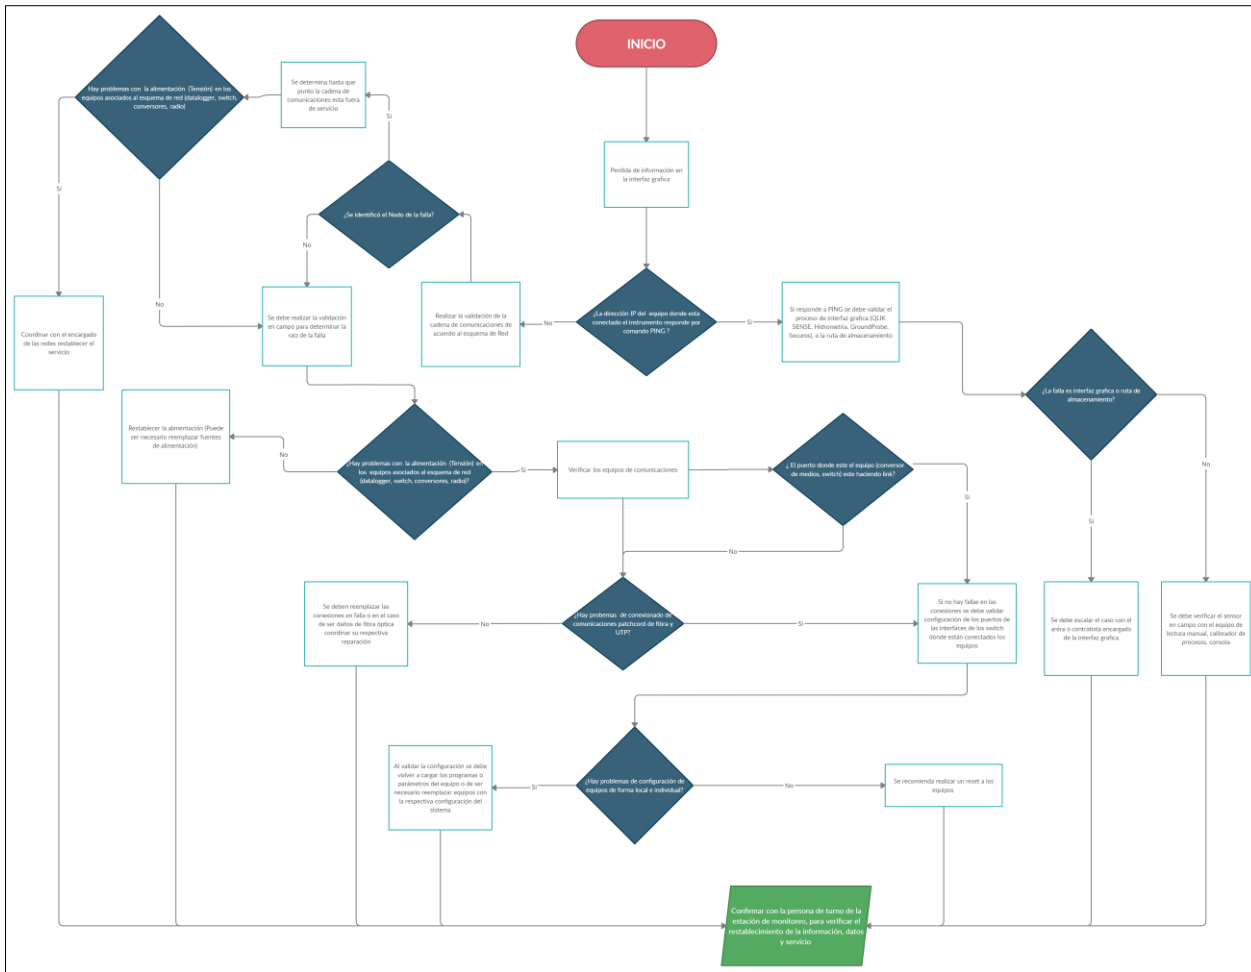 INICIO
Perdida de información en
la interfaz grafica
¿La dirección IP del equipo donde esta
conectado el instrumento responde por
comando PING ?
No
Si
Realizar la validación de la
cadena de comunicaciones de
acuerdo al esquema de Red
¿Se identificó el Nodo de la falla?
Si
No
Se determina hasta que
punto la cadena de
comunicaciones esta fuera
de servicio
Hay problemas con la alimentación (Tensión) en los
equipos asociados al esquema de red (datalogger, switch,
conversores, radio)
Si
No
Coordinar con el encargado
de las redes restablecer el
servicio
Se debe realizar la validación
en campo para determinar la
raíz de la falla
Si responde a PING se debe validar el
proceso de interfaz grafica (QLIK
SENSE, Hidrometria, GroundProbe,
Securos), o la ruta de almacenamiento
¿La falla es interfaz grafica o ruta de
almacenamiento?
Si
No
Restablecer la alimentación (Puede
ser necesario reemplazar fuentes
de alimentación)
No
¿Hay problemas con la alimentación (Tensión) en
los equipos asociados al esquema de red
(datalogger, switch, conversores, radio)?
Si
Verificar los equipos de comunicaciones
¿ El puerto donde este el equipo (conversor
de medios, switch) este haciendo link?
Si
No
Se deben reemplazar las
conexiones en falla o en el caso
de ser daños de fibra óptica
coordinar su respectiva
reparación
No
¿Hay probemas de conexionado de
comunicaciones patchcord de fibra y
UTP?
Si
Si no hay fallas en las
conexiones se debe validar
configuración de los puertos de
las interfaces de los switch
donde están conectados los
equipos
Se debe escalar el caso con el
aréra o contratista encargado
de la interfaz grafica
Se debe verificar el sensor
en campo con el equipo de
lectura manual, calibrador de
procesos, consola
Al validar la configuración se debe
volver a cargar los programas o
parámetros del equipo o de ser
necesario reemplazar equipos con
la respectiva configuración del
sistema
Si
¿Hay problemas de configuración de
equipos de forma local e individual?
No
Se recomienda realizar un reset a los
equipos
Confirmar con la persona de turno de la
estación de monitoreo, para verificar el
restablecimiento de la información, datos
y servicio